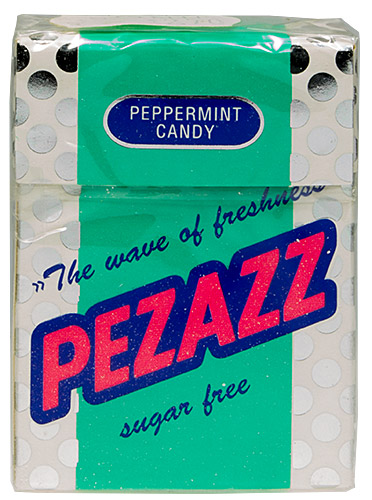 PEPPERMINT
CANDY
"The wave of freshness
PEZAZZ
sugar free